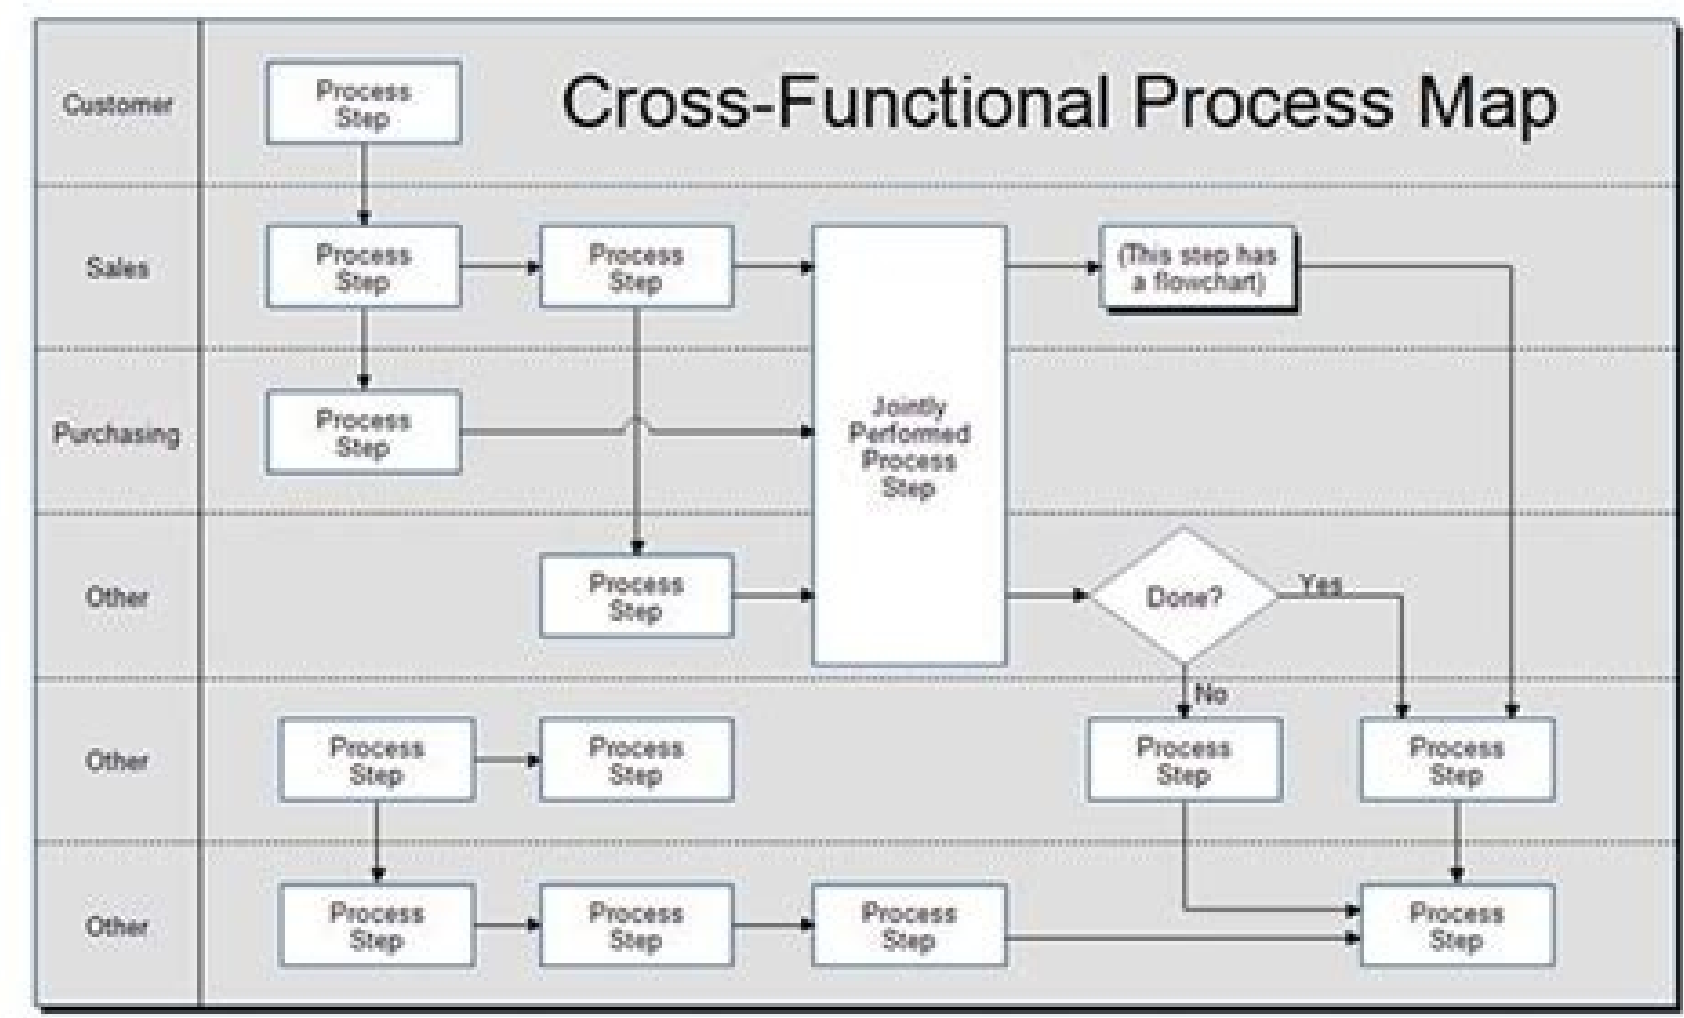 Cross-Functional Process Map
Customer
Process
Step
Sales
Process
Step
Process
Step
(This step has
a flowchart)
Purchasing
Process
Step
Jointly
Performed
Process
Step
Other
Process
Step
Done?
Yes
No
Other
Process
Step
Process
Step
Process
Step
Process
Step
Other
Process
Step
Process
Step
Process
Step
Process
Step